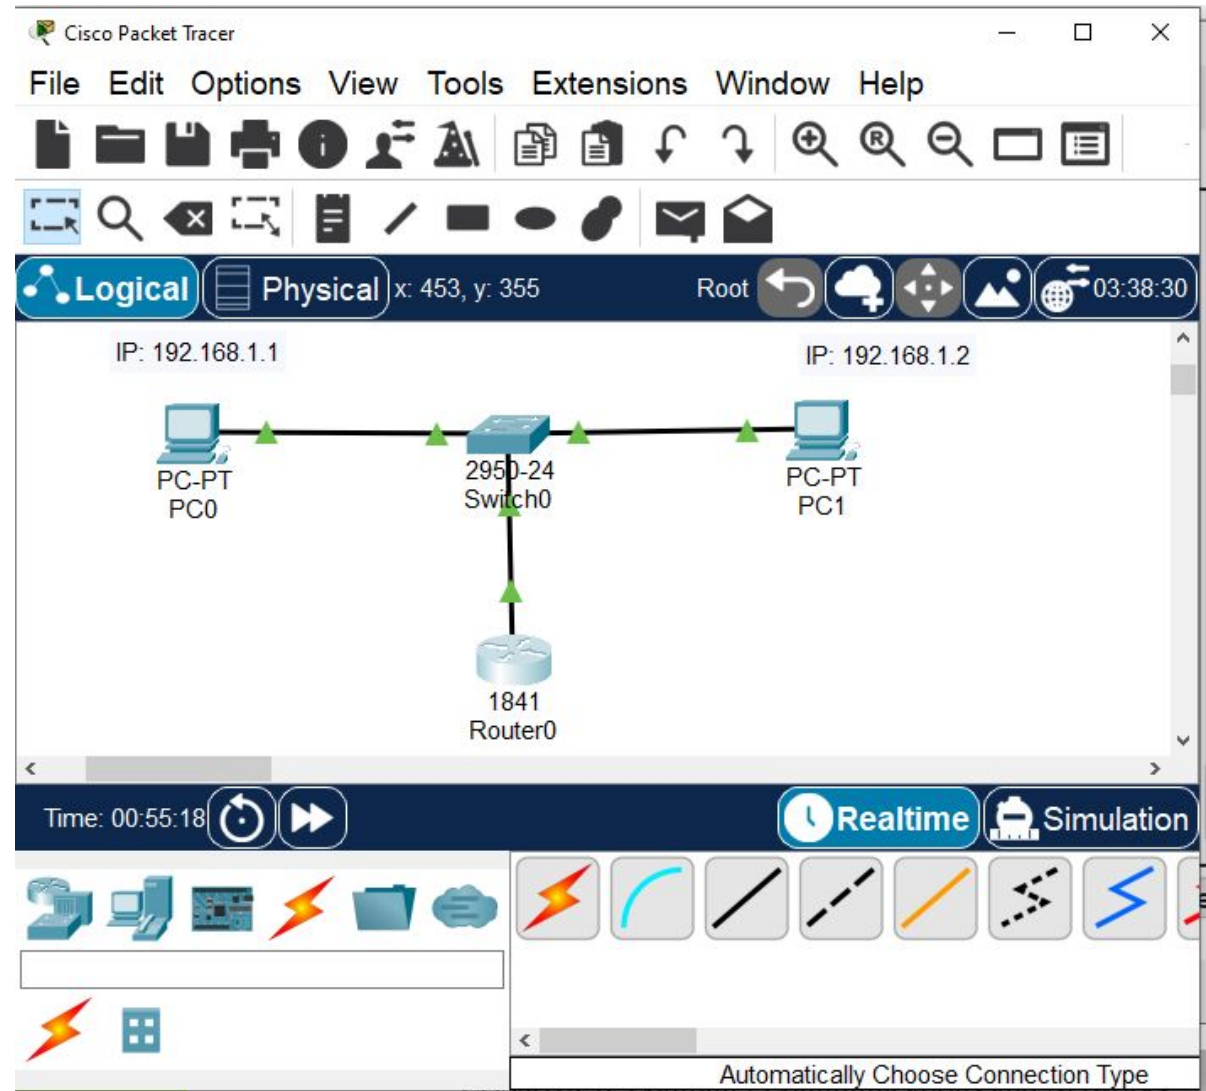 Cisco Packet Tracer
File Edit Options View Tools Extensions Window Help
R
Logical Physical x: 453, y: 355 Root 03:38:30
IP: 192.168.1.1
IP: 192.168.1.2
PC-PT
PC0
2950-24
Switch0
PC-PT
PC1
1841
Router0
Time: 00:55:18 Realtime Simulation
Automatically Choose Connection Type